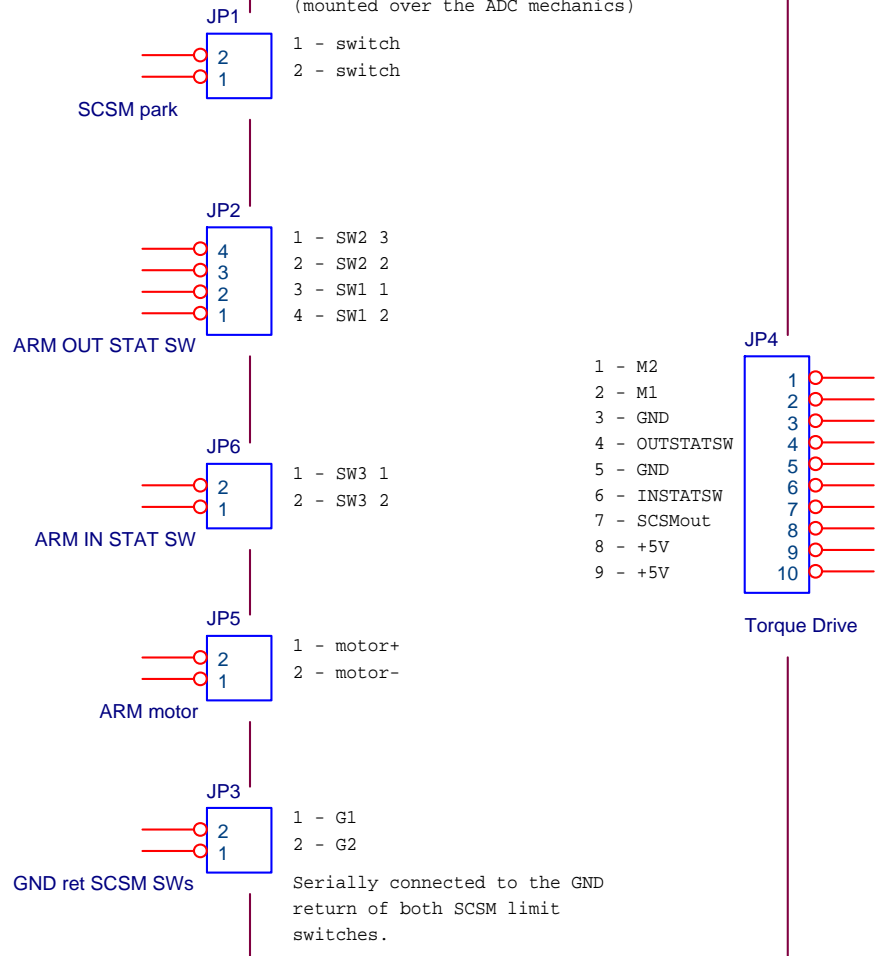 (mounted over the ADC mechanics)
JP1
2
1
1 - switch
2 - switch
SCSM park
JP2
4
3
2
1
1 - SW2 3
2 - SW2 2
3 - SW1 1
4 - SW1 2
ARM OUT STAT SW
JP4
1 - M2
2 - M1
3 - GND
4 - OUTSTATSW
5 - GND
6 - INSTATSW
7 - SCSMout
8 - +5V
9 - +5V
1
2
3
4
5
6
7
8
9
10
Torque Drive
JP6
2
1
1 - SW3 1
2 - SW3 2
ARM IN STAT SW
JP5
2
1
1 - motor+
2 - motor-
ARM motor
JP3
2
1
1 - G1
2 - G2
GND ret SCSM SWs
Serially connected to the GND
return of both SCSM limit
switches.